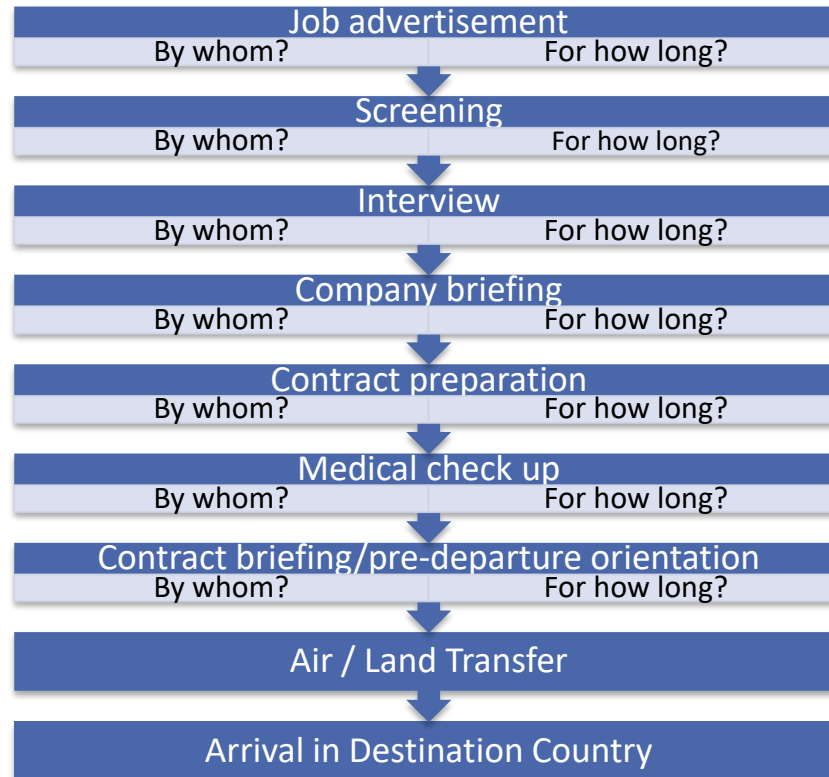 Job advertisement
By whom? For how long?
Screening
By whom? For how long?
Interview
By whom? For how long?
Company briefing
By whom? For how long?
Contract preparation
By whom? For how long?
Medical check up
By whom? For how long?
Contract briefing/pre-departure orientation
By whom? For how long?
Air / Land Transfer
Arrival in Destination Country